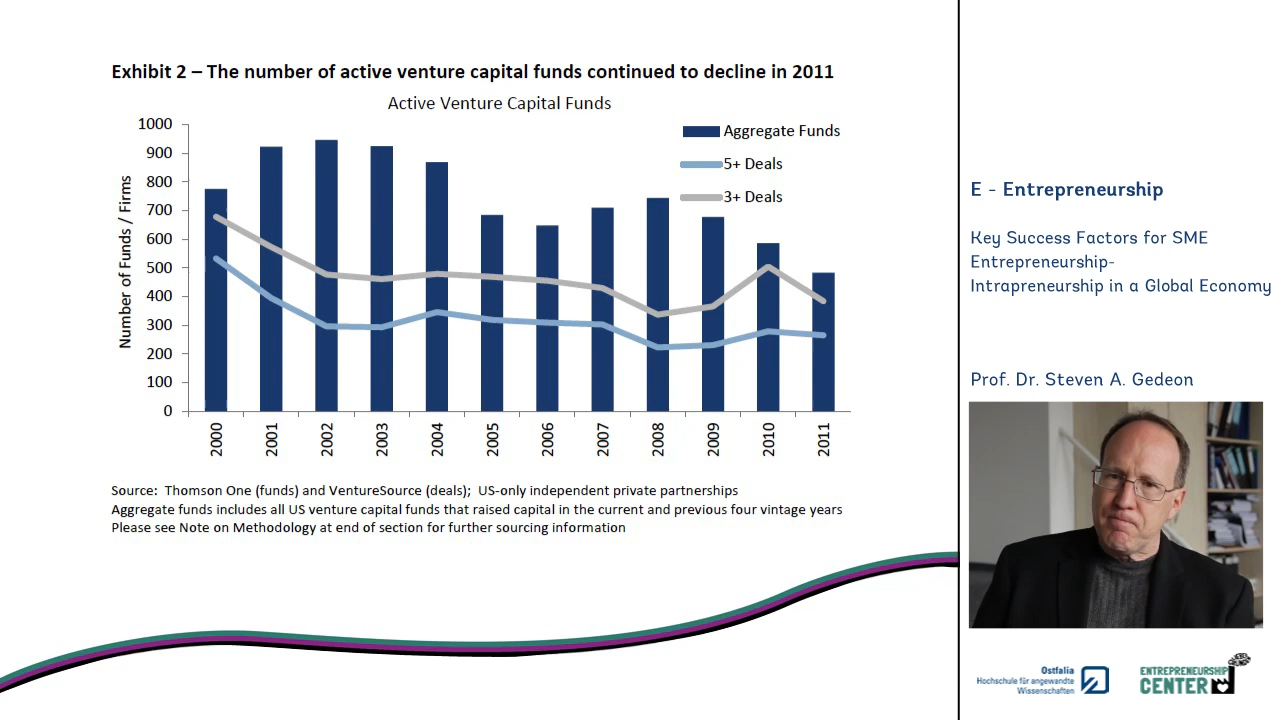 Exhibit 2 – The number of active venture capital funds continued to decline in 2011
Active Venture Capital Funds
Number of Funds / Firms
1000
900
800
700
600
500
400
300
200
100
0
Aggregate Funds
5+ Deals
3+ Deals
2000 2001 2002 2003 2004 2005 2006 2007 2008 2009 2010 2011
Source: Thomson One (funds) and VentureSource (deals); US-only independent private partnerships
Aggregate funds includes all US venture capital funds that raised capital in the current and previous four vintage years
Please see Note on Methodology at end of section for further sourcing information
E - Entrepreneurship
Key Success Factors for SME
Entrepreneurship-
Intrapreneurship in a Global Economy
Prof. Dr. Steven A. Gedeon
Ostfalia
Hochschule für angewandte
Wissenschaften
ENTREPRENEURSHIP
CENTER